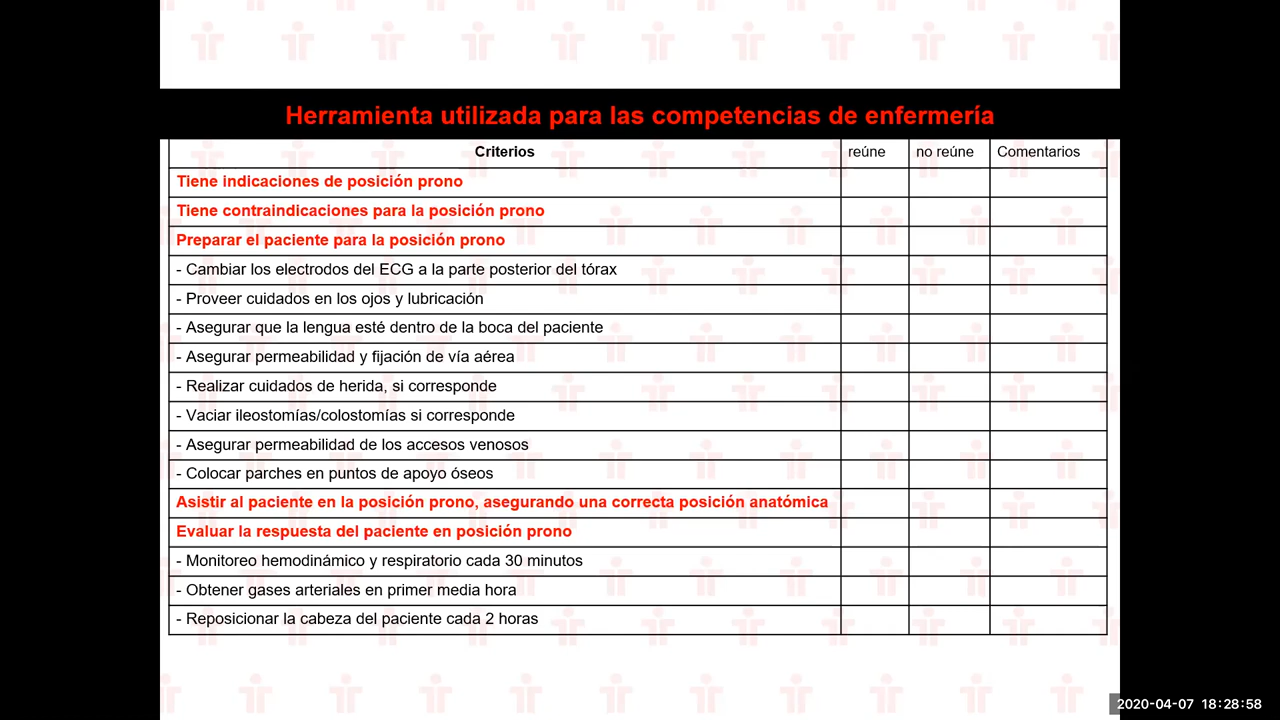 Herramienta utilizada para las competencias de enfermería
Criterios reúne no reúne Comentarios
Tiene indicaciones de posición prono
Tiene contraindicaciones para la posición prono
Preparar el paciente para la posición prono
- Cambiar los electrodos del ECG a la parte posterior del tórax
- Proveer cuidados en los ojos y lubricación
- Asegurar que la lengua esté dentro de la boca del paciente
- Asegurar permeabilidad y fijación de vía aérea
- Realizar cuidados de herida, si corresponde
- Vaciar ileostomías/colostomías si corresponde
- Asegurar permeabilidad de los accesos venosos
- Colocar parches en puntos de apoyo óseos
Asistir al paciente en la posición prono, asegurando una correcta posición anatómica
Evaluar la respuesta del paciente en posición prono
- Monitoreo hemodinámico y respiratorio cada 30 minutos
- Obtener gases arteriales en primer media hora
- Reposicionar la cabeza del paciente cada 2 horas
2020-04-07 18:28:58